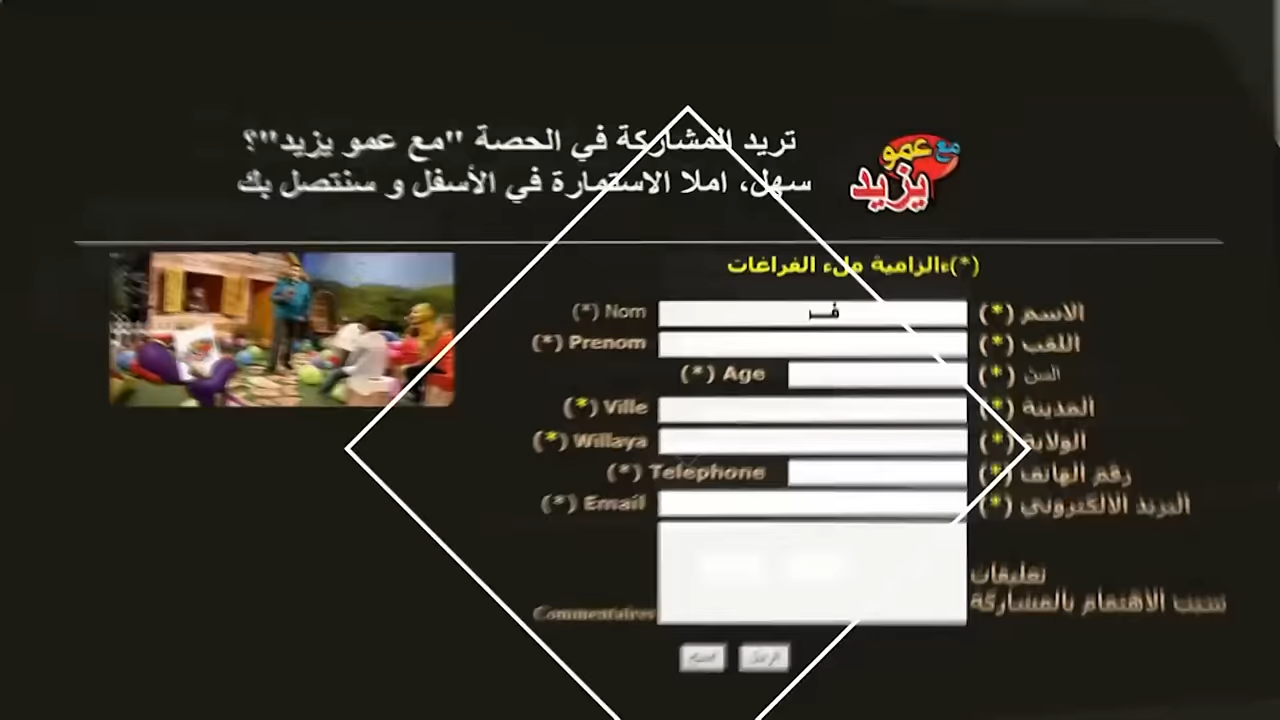 مع عمو يزيد
تريد المشاركة في الحصة "مع عمو يزيد"؟
سهل، املا الاستمارة في الأسفل و سنتصل بك
(*)ءالزامية ملء الفراغات
الاسم (*) فر Nom (*)
اللقب (*) Prenom (*)
السن (*) Age (*)
المدينة (*) Ville (*)
الولاية (*) Willaya (*)
رقم الهاتف (*) Telephone (*)
البريد الالكتروني (*) Email (*)
تعليقات
سبب الاهتمام بالمشاركة
Commentaires